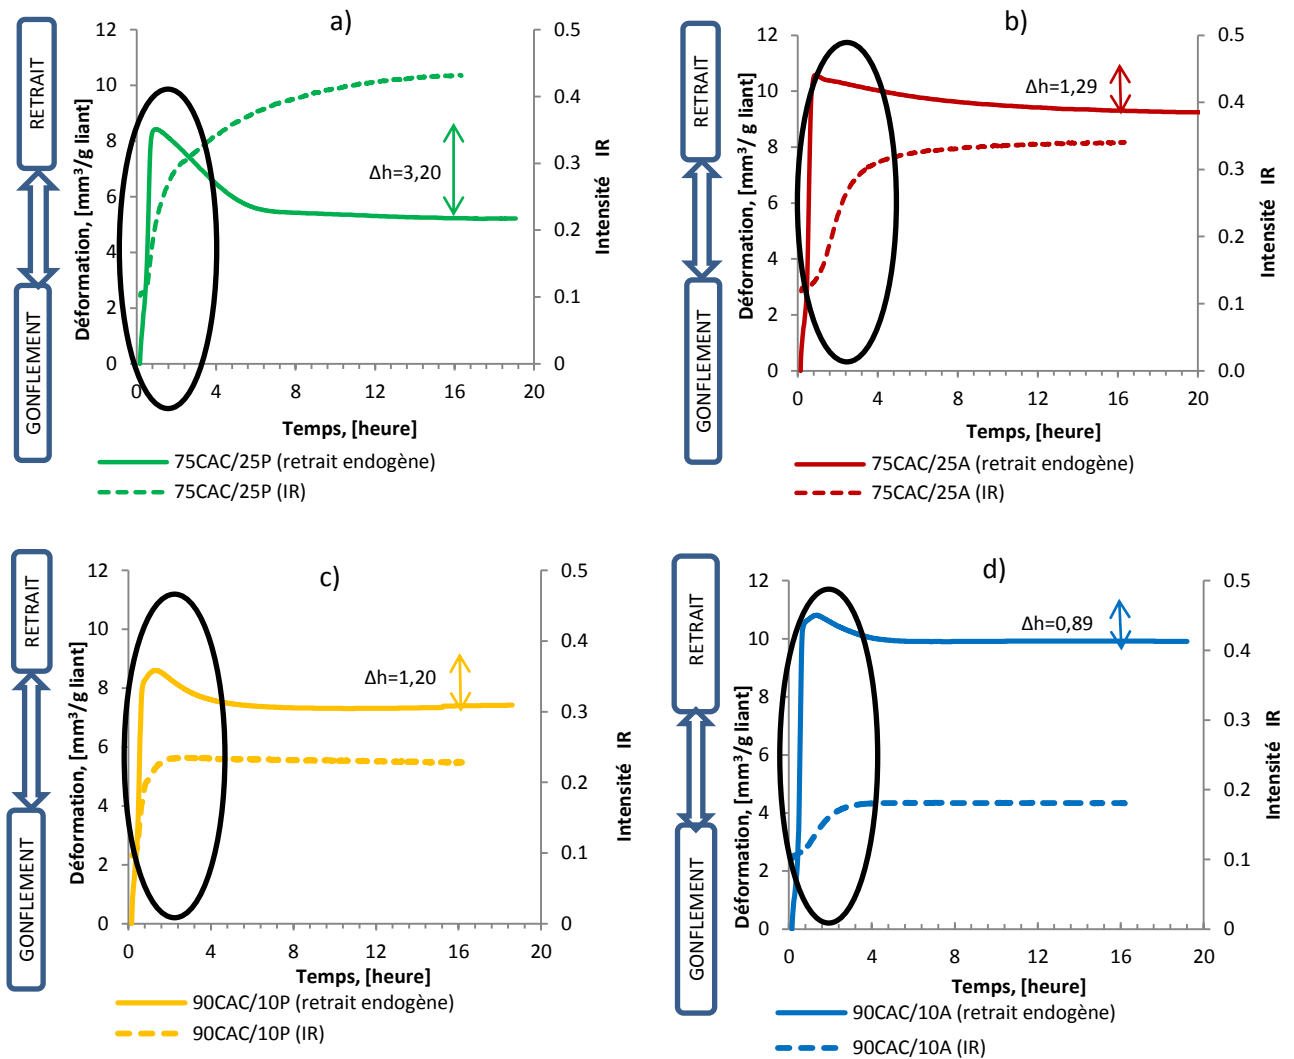 a)
RETRAIT
GONFLEMENT
Déformation, [mm³/g liant]
12
10
8
6
4
2
0
0.5
0.4
0.3
0.2
0.1
0
Intensité IR
Δh=3,20
0 4 8 12 16 20
Temps, [heure]
75CAC/25P (retrait endogène)
75CAC/25P (IR)
b)
RETRAIT
GONFLEMENT
Déformation, [mm³/g liant]
12
10
8
6
4
2
0
0.5
0.4
0.3
0.2
0.1
0.0
Intensité IR
Δh=1,29
0 4 8 12 16 20
Temps, [heure]
75CAC/25A (retrait endogène)
75CAC/25A (IR)
c)
RETRAIT
GONFLEMENT
Déformation, [mm³/g liant]
12
10
8
6
4
2
0
0.5
0.4
0.3
0.2
0.1
0
Intensité IR
Δh=1,20
0 4 8 12 16 20
Temps, [heure]
90CAC/10P (retrait endogène)
90CAC/10P (IR)
d)
RETRAIT
GONFLEMENT
Déformation, [mm³/g liant]
12
10
8
6
4
2
0
0.5
0.4
0.3
0.2
0.1
0
Intensité IR
Δh=0,89
0 4 8 12 16 20
Temps, [heure]
90CAC/10A (retrait endogène)
90CAC/10A (IR)